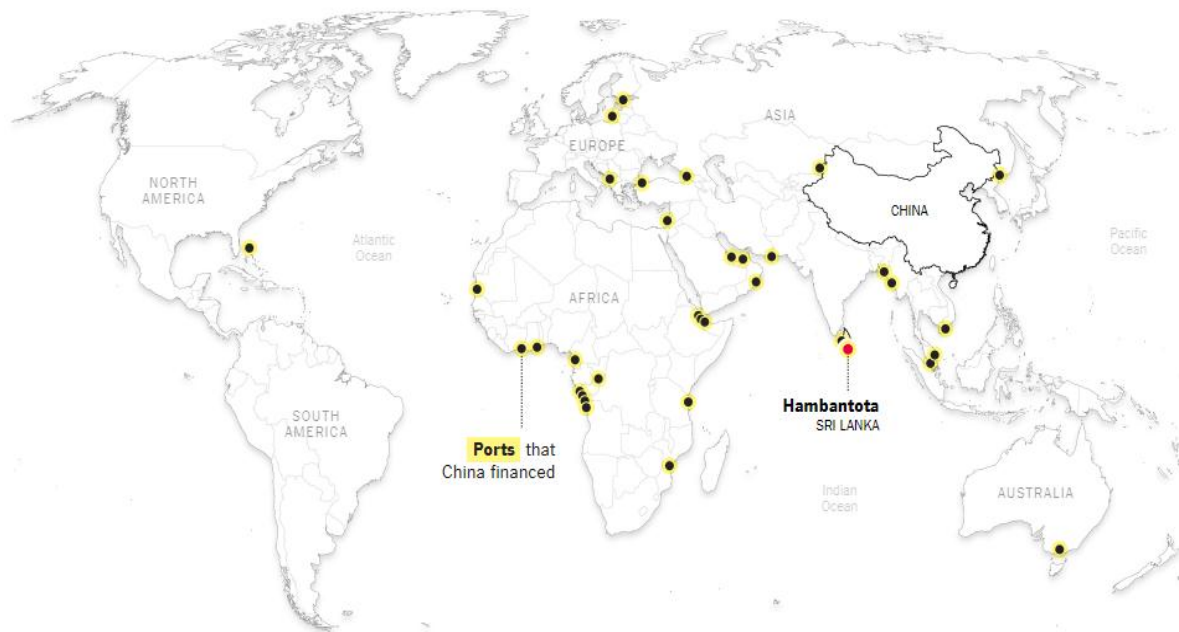 ASIA
EUROPE
NORTH
AMERICA
CHINA
Atlantic
Ocean
Pacific
Ocean
AFRICA
Hambantota
SRI LANKA
SOUTH
AMERICA
Ports that
China financed
Indian
Ocean
AUSTRALIA